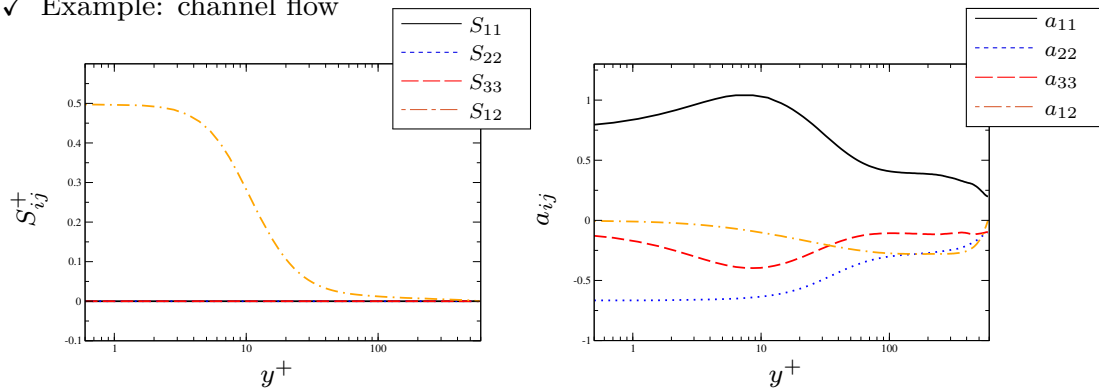 ✓ Example: channel flow
S₁₁
S₂₂
S₃₃
S₁₂
0.5
0.4
0.3
0.2
0.1
0
-0.1
1
10
100
S⁺ᵢⱼ
y⁺
a₁₁
a₂₂
a₃₃
a₁₂
1
0.5
0
-0.5
-1
1
10
100
aᵢⱼ
y⁺